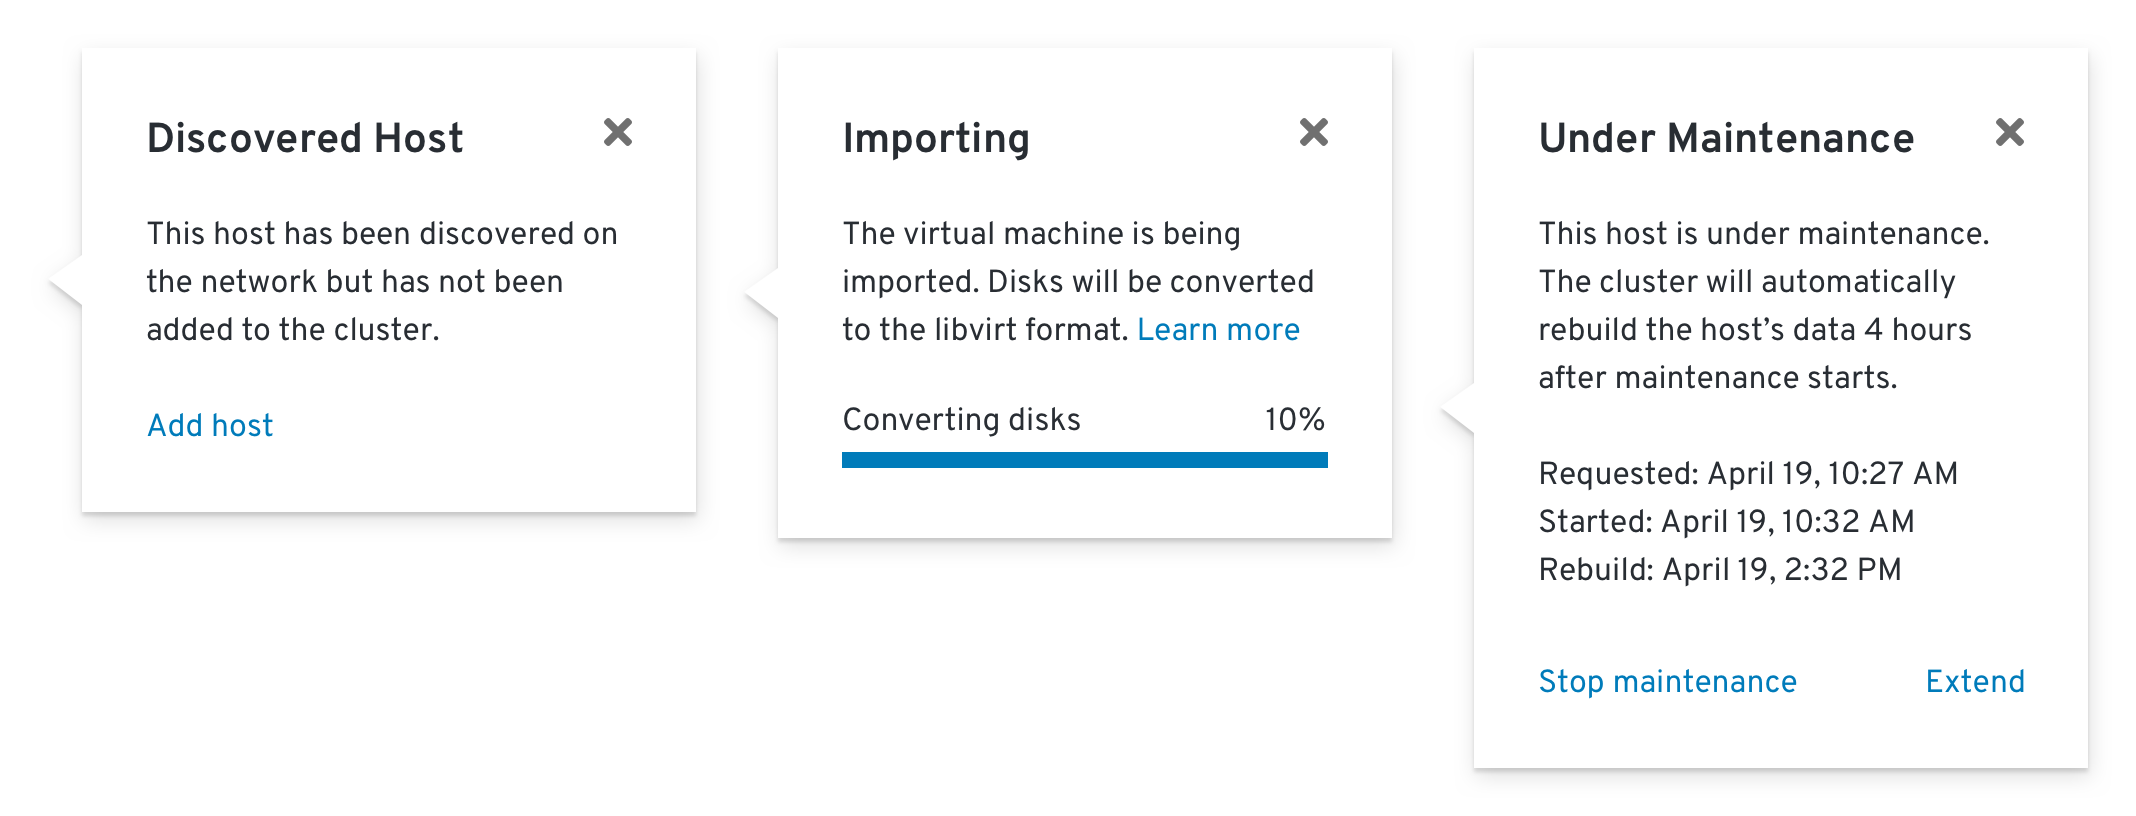 Discovered Host
This host has been discovered on
the network but has not been
added to the cluster.
Add host
Importing
The virtual machine is being
imported. Disks will be converted
to the libvirt format. Learn more
Converting disks 10%
Under Maintenance
This host is under maintenance.
The cluster will automatically
rebuild the host’s data 4 hours
after maintenance starts.
Requested: April 19, 10:27 AM
Started: April 19, 10:32 AM
Rebuild: April 19, 2:32 PM
Stop maintenance Extend